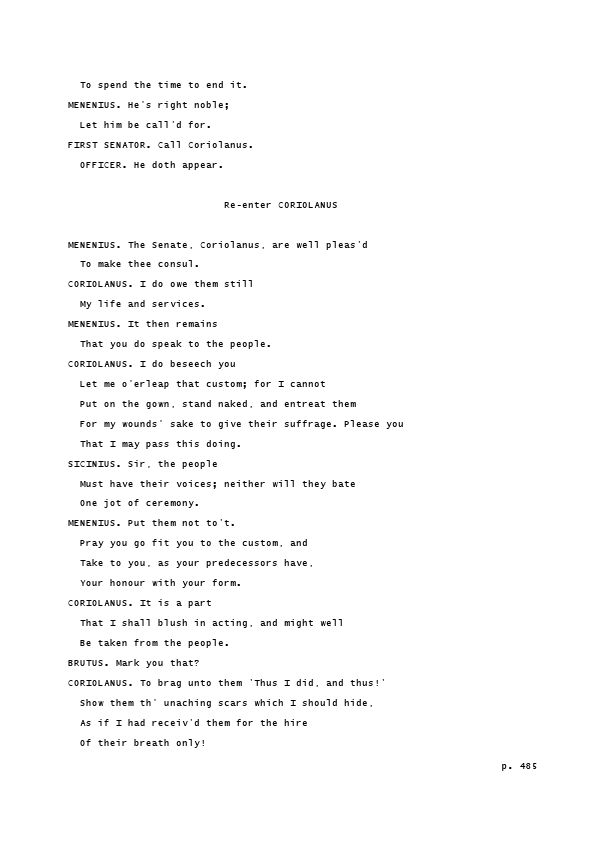 To spend the time to end it.
MENENIUS. He's right noble;
Let him be call'd for.
FIRST SENATOR. Call Coriolanus.
OFFICER. He doth appear.
Re-enter CORIOLANUS
MENENIUS. The Senate, Coriolanus, are well pleas'd
To make thee consul.
CORIOLANUS. I do owe them still
My life and services.
MENENIUS. It then remains
That you do speak to the people.
CORIOLANUS. I do beseech you
Let me o'erleap that custom; for I cannot
Put on the gown, stand naked, and entreat them
For my wounds' sake to give their suffrage. Please you
That I may pass this doing.
SICINIUS. Sir, the people
Must have their voices; neither will they bate
One jot of ceremony.
MENENIUS. Put them not to't.
Pray you go fit you to the custom, and
Take to you, as your predecessors have,
Your honour with your form.
CORIOLANUS. It is a part
That I shall blush in acting, and might well
Be taken from the people.
BRUTUS. Mark you that?
CORIOLANUS. To brag unto them 'Thus I did, and thus!'
Show them th' unaching scars which I should hide,
As if I had receiv'd them for the hire
Of their breath only!
p. 485